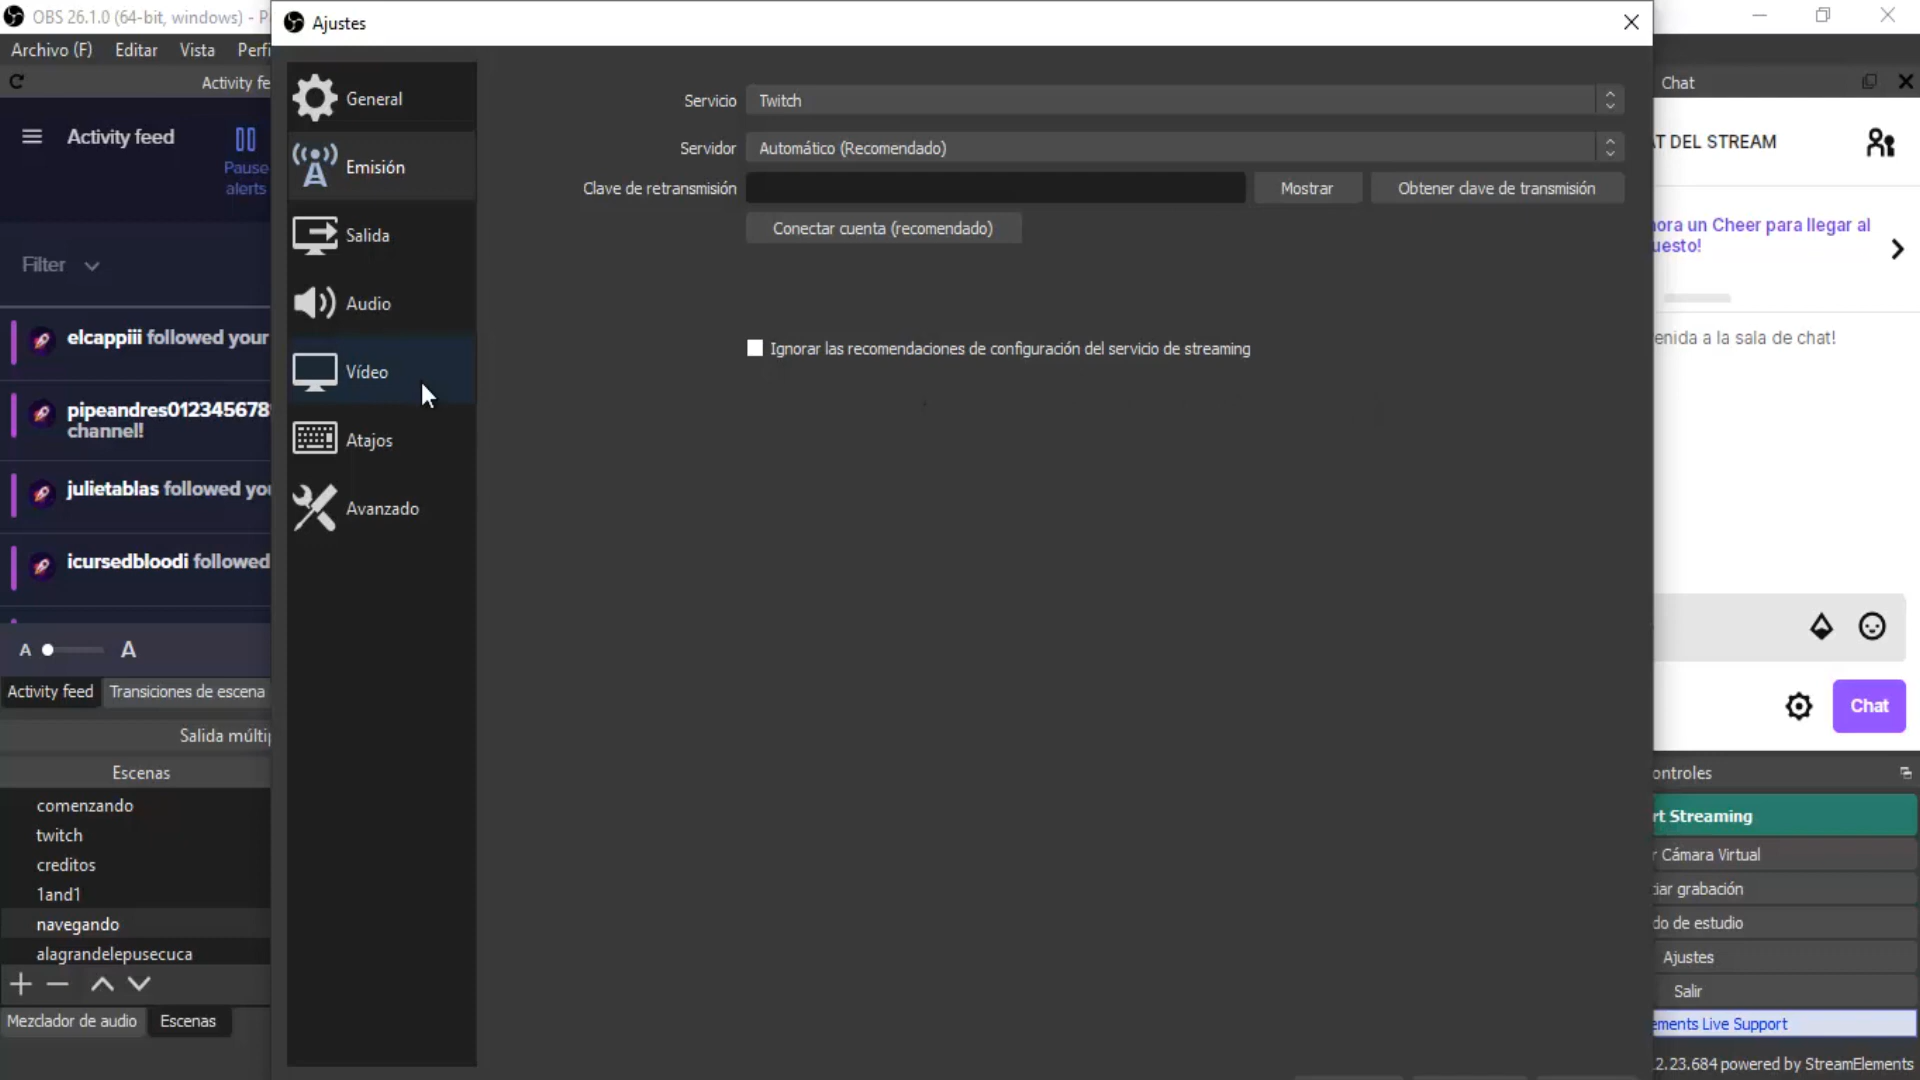 OBS 26.1.0 (64-bit, windows) - P
Archivo (F) Editar Vista Perfi
Activity fe
Activity feed
Pause
alerts
Filter
elcappiii followed your
pipeandres012345678
channel!
julietablas followed you
icursedbloodi followed
A A
Activity feed Transiciones de escena
Salida múltip
Escenas
comenzando
twitch
creditos
1and1
navegando
alagrandelepusecuca
Mezclador de audio Escenas
Ajustes
General
Emisión
Salida
Audio
Vídeo
Atajos
Avanzado
Servicio Twitch
Servidor Automático (Recomendado)
Clave de retransmisión Mostrar Obtener clave de transmisión
Conectar cuenta (recomendado)
Ignorar las recomendaciones de configuración del servicio de streaming
Chat
AT DEL STREAM
ora un Cheer para llegar al
uesto!
enida a la sala de chat!
Chat
ontroles
rt Streaming
r Cámara Virtual
ciar grabación
do de estudio
Ajustes
Salir
ements Live Support
2.23.684 powered by StreamElements